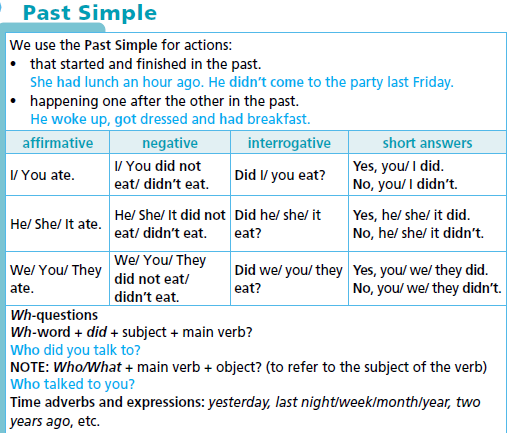 Past Simple
We use the Past Simple for actions:
• that started and finished in the past.
She had lunch an hour ago. He didn't come to the party last Friday.
• happening one after the other in the past.
He woke up, got dressed and had breakfast.
affirmative negative interrogative short answers
I/ You ate.
I/ You did not
eat/ didn't eat.
Did I/ you eat?
Yes, you/ I did.
No, you/ I didn't.
He/ She/ It ate.
He/ She/ It did not
eat/ didn't eat.
Did he/ she/ it
eat?
Yes, he/ she/ it did.
No, he/ she/ it didn't.
We/ You/ They
ate.
We/ You/ They
did not eat/
didn't eat.
Did we/ you/ they
eat?
Yes, you/ we/ they did.
No, you/ we/ they didn't.
Wh-questions
Wh-word + did + subject + main verb?
Who did you talk to?
NOTE: Who/What + main verb + object? (to refer to the subject of the verb)
Who talked to you?
Time adverbs and expressions: yesterday, last night/week/month/year, two
years ago, etc.